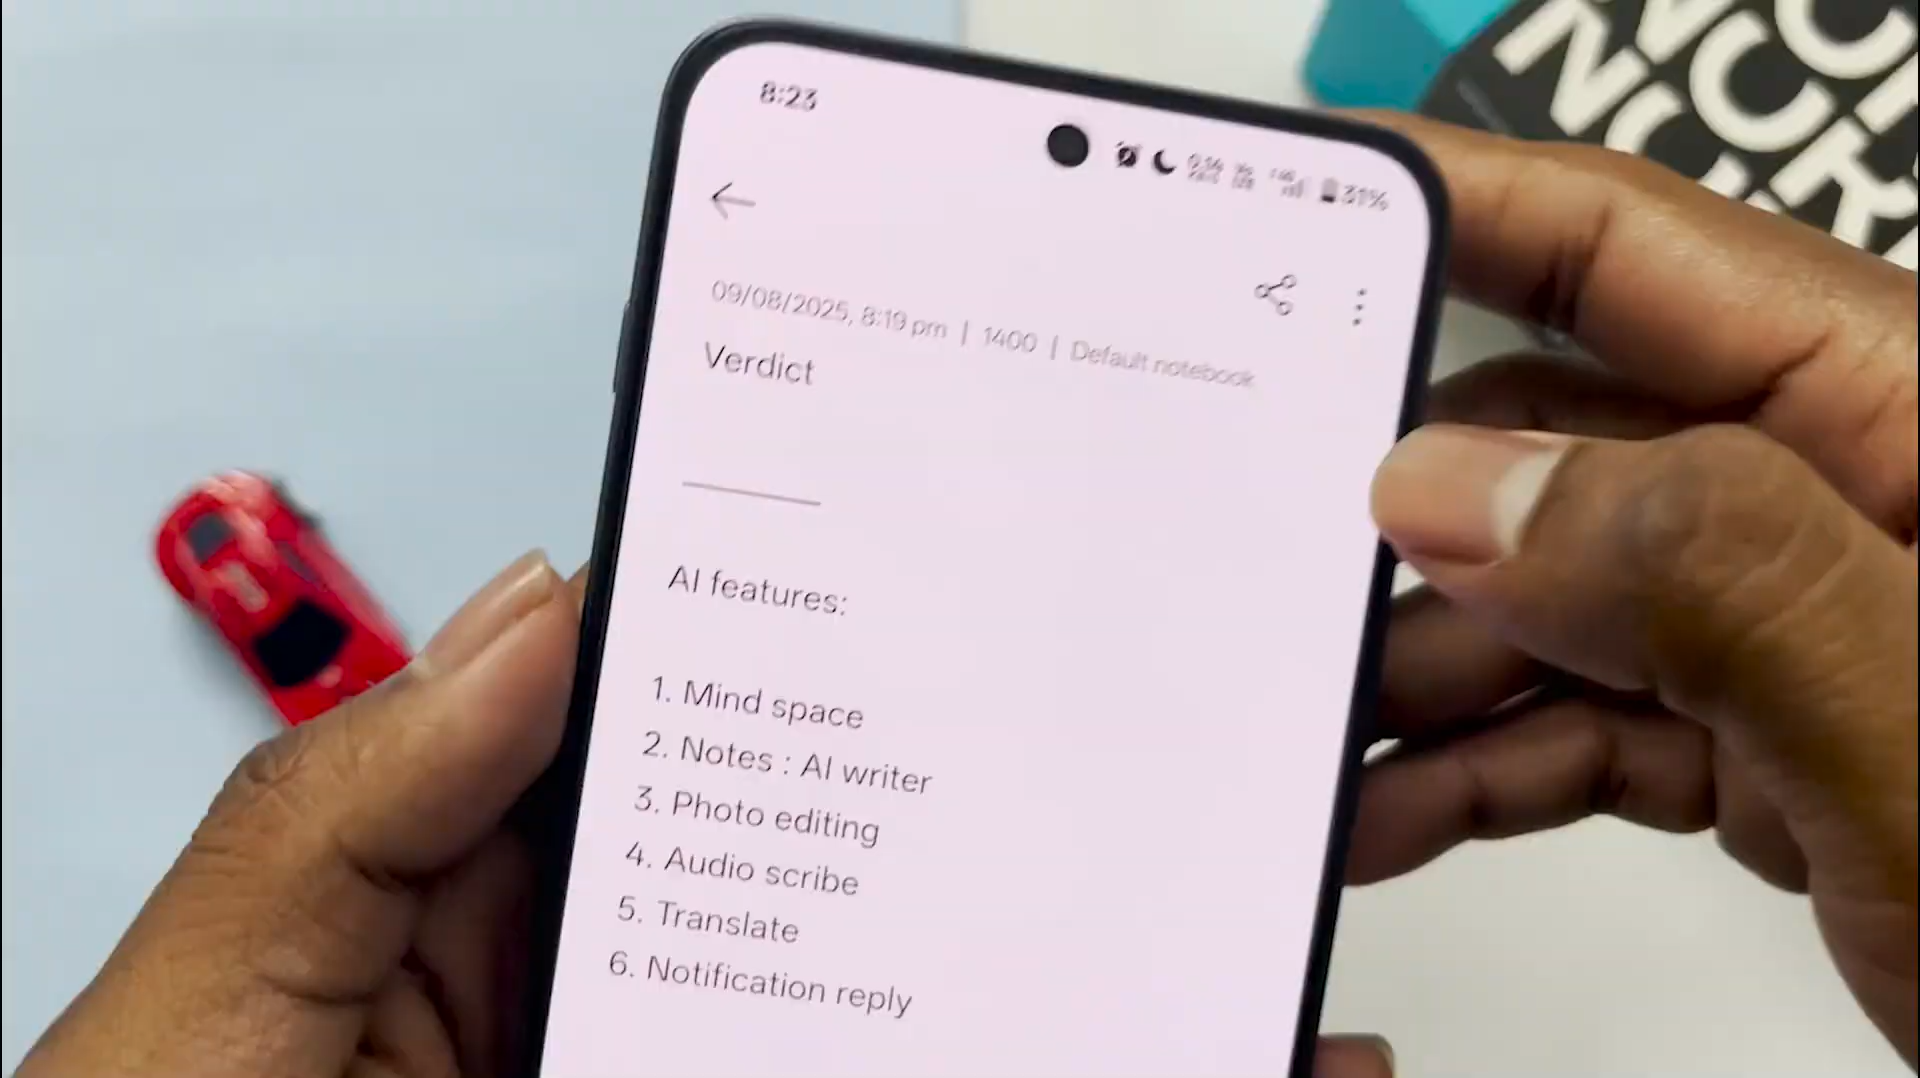 8:23
31%
09/08/2025, 8:19 pm | 1400 | Default notebook
Verdict
AI features:
1. Mind space
2. Notes : AI writer
3. Photo editing
4. Audio scribe
5. Translate
6. Notification reply